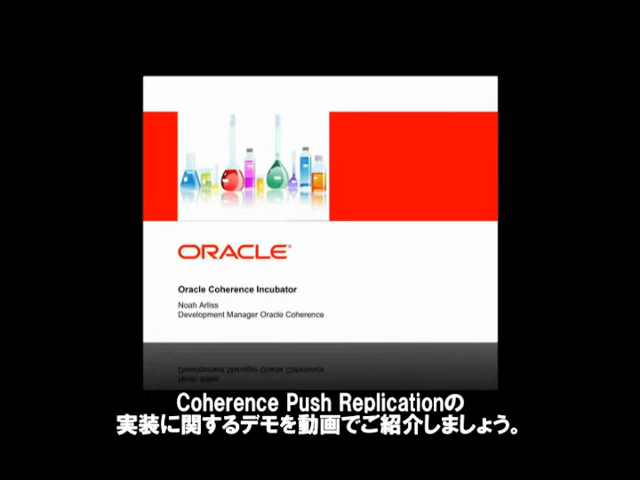 ORACLE
Oracle Coherence Incubator
Noah Arliss
Development Manager Oracle Coherence
Coherence Push Replicationの
実装に関するデモを動画でご紹介しましょう。